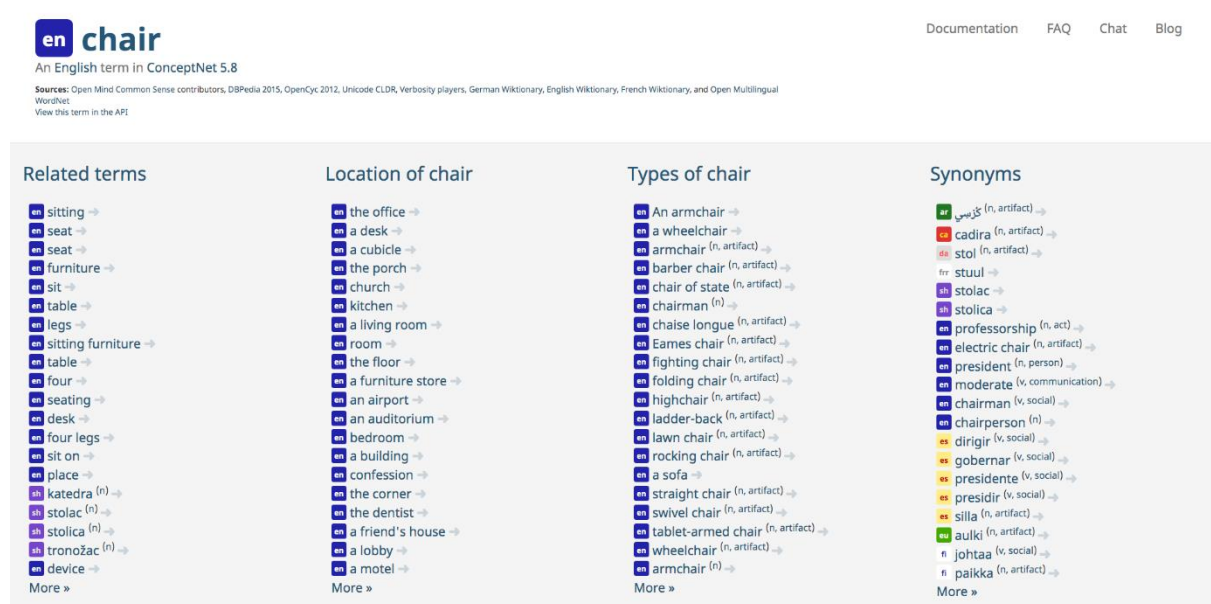 en chair
Documentation FAQ Chat Blog
An English term in ConceptNet 5.8
Sources: Open Mind Common Sense contributors, DBPedia 2015, OpenCyc 2012, Unicode CLDR, Verbosity players, German Wiktionary, English Wiktionary, French Wiktionary, and Open Multilingual
WordNet
View this term in the API
Related terms
en sitting
en seat
en seat
en furniture
en sit
en table
en legs
en sitting furniture
en table
en four
en seating
en desk
en four legs
en sit on
en place
sh katedra (n)
sh stolac (n)
sh stolica (n)
sh tronožac (n)
en device
More »
Location of chair
en the office
en a desk
en a cubicle
en the porch
en church
en kitchen
en a living room
en room
en the floor
en a furniture store
en an airport
en an auditorium
en bedroom
en a building
en confession
en the corner
en the dentist
en a friend's house
en a lobby
en a motel
More »
Types of chair
en An armchair
en a wheelchair
en armchair (n, artifact)
en barber chair (n, artifact)
en chair of state (n, artifact)
en chairman (n)
en chaise longue (n, artifact)
en Eames chair (n, artifact)
en fighting chair (n, artifact)
en folding chair (n, artifact)
en highchair (n, artifact)
en ladder-back (n, artifact)
en lawn chair (n, artifact)
en rocking chair (n, artifact)
en a sofa
en straight chair (n, artifact)
en swivel chair (n, artifact)
en tablet-armed chair (n, artifact)
en wheelchair (n, artifact)
en armchair (n)
More »
Synonyms
ar كُرْسِي (n, artifact)
ca cadira (n, artifact)
da stol (n, artifact)
frr stuul
sh stolac
sh stolica
en professorship (n, act)
en electric chair (n, artifact)
en president (n, person)
en moderate (v, communication)
en chairman (v, social)
en chairperson (n)
es dirigir (v, social)
es gobernar (v, social)
es presidente (v, social)
es presidir (v, social)
es silla (n, artifact)
eu aulki (n, artifact)
fi johtaa (v, social)
fi paikka (n, artifact)
More »